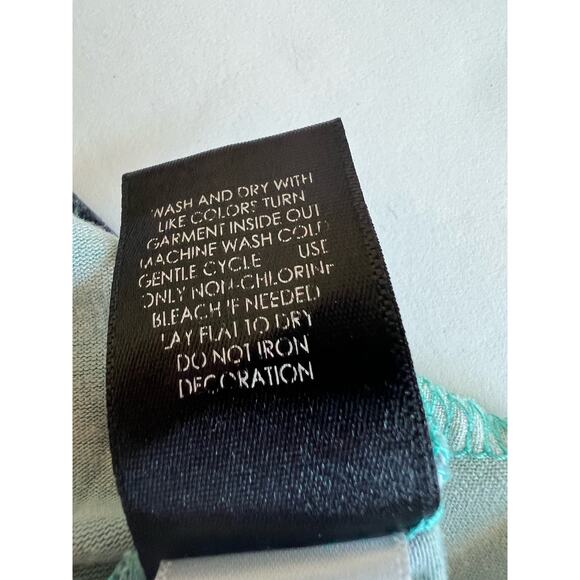 WASH AND DRY WITH
LIKE COLORS TURN
GARMENT INSIDE OUT
MACHINE WASH COLD
GENTLE CYCLE USE
ONLY NON-CHLORINE
BLEACH IF NEEDED
LAY FLAT TO DRY
DO NOT IRON
DECORATION